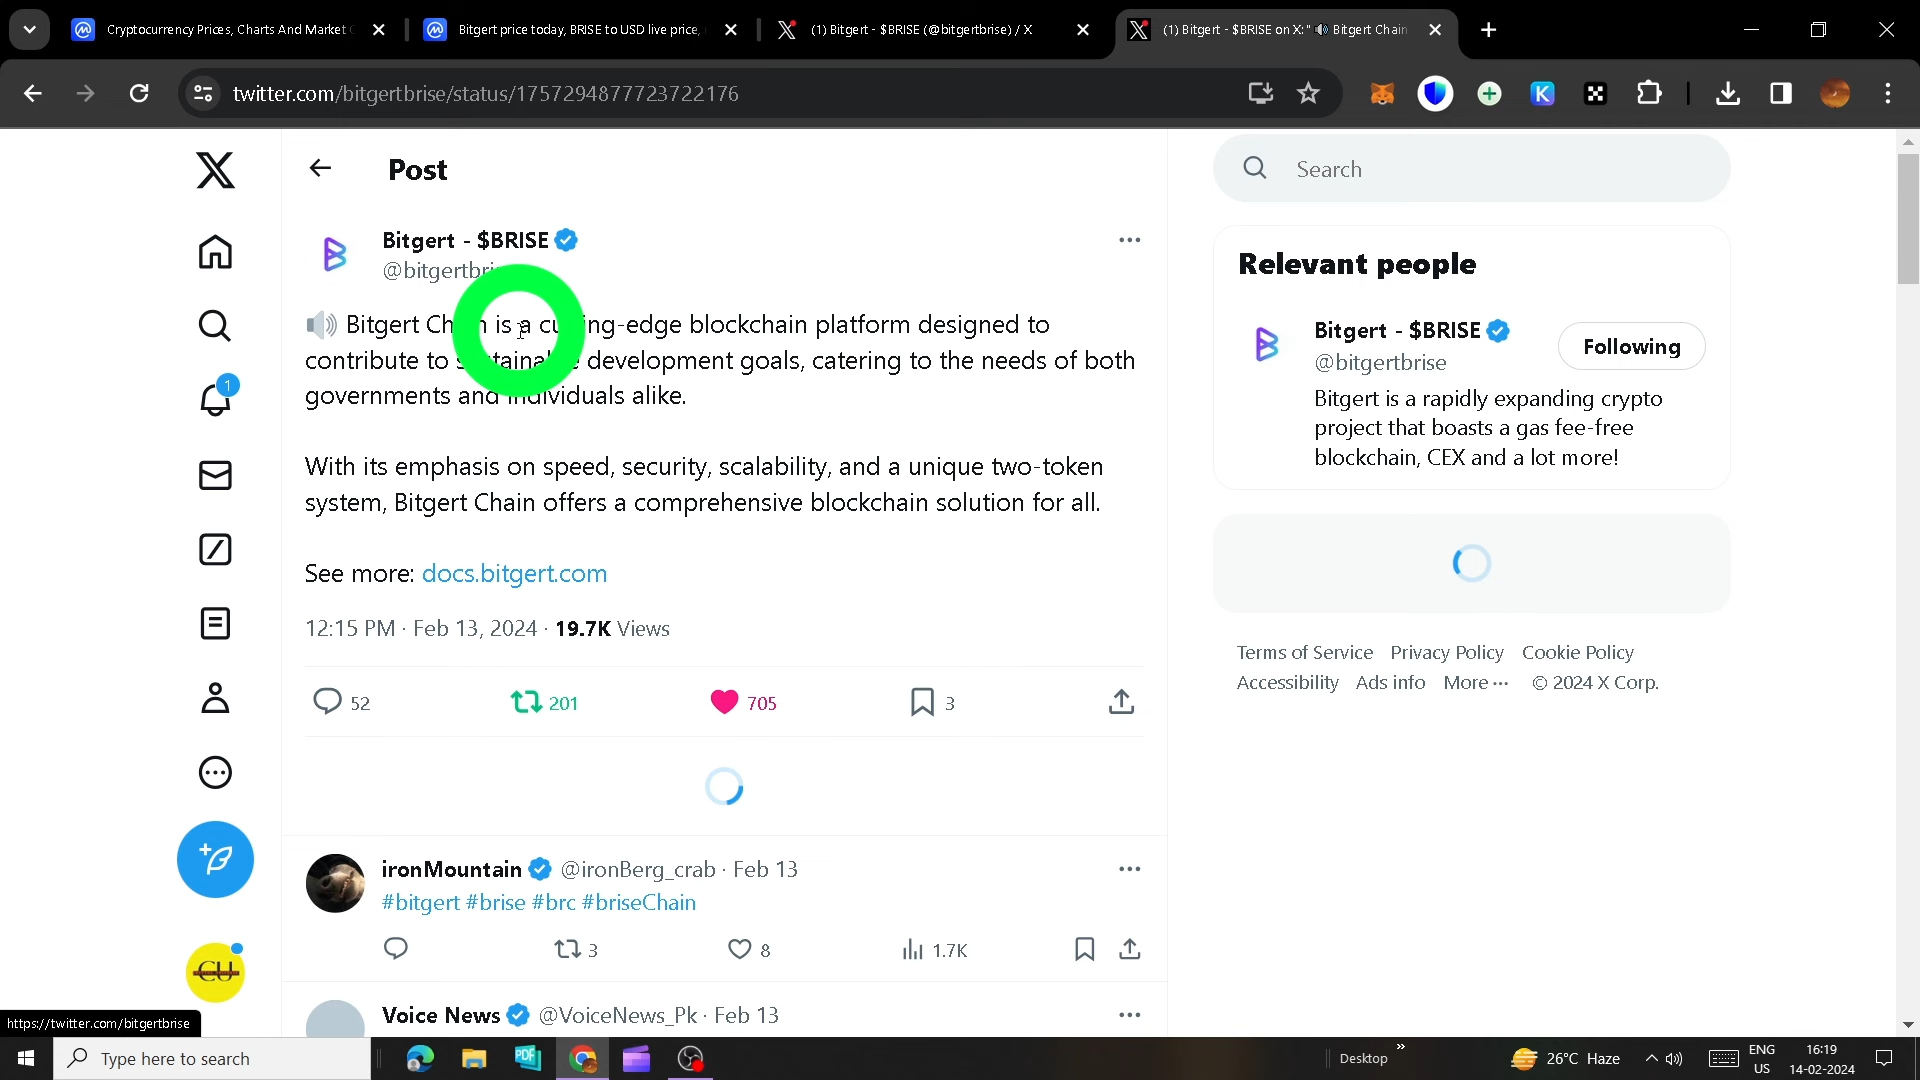 Cryptocurrency Prices, Charts And Market C
Bitgert price today, BRISE to USD live price,
(1) Bitgert - $BRISE (@bitgertbrise) / X
(1) Bitgert - $BRISE on X: " 🔊 Bitgert Chain
twitter.com/bitgertbrise/status/1757294877723722176
Post
Bitgert - $BRISE
@bitgertbris
🔊 Bitgert Ch n is a cu ing-edge blockchain platform designed to
contribute to sustainable development goals, catering to the needs of both
governments and individuals alike.
With its emphasis on speed, security, scalability, and a unique two-token
system, Bitgert Chain offers a comprehensive blockchain solution for all.
See more: docs.bitgert.com
12:15 PM · Feb 13, 2024 · 19.7K Views
52 201 705 3
ironMountain @ironBerg_crab · Feb 13
#bitgert #brise #brc #briseChain
3 8 1.7K
Voice News @VoiceNews_Pk · Feb 13
Search
Relevant people
Bitgert - $BRISE
@bitgertbrise
Following
Bitgert is a rapidly expanding crypto
project that boasts a gas fee-free
blockchain, CEX and a lot more!
Terms of Service Privacy Policy Cookie Policy
Accessibility Ads info More ··· © 2024 X Corp.
1
CU
https://twitter.com/bitgertbrise
Type here to search
Desktop
26°C Haze
ENG
US
16:19
14-02-2024